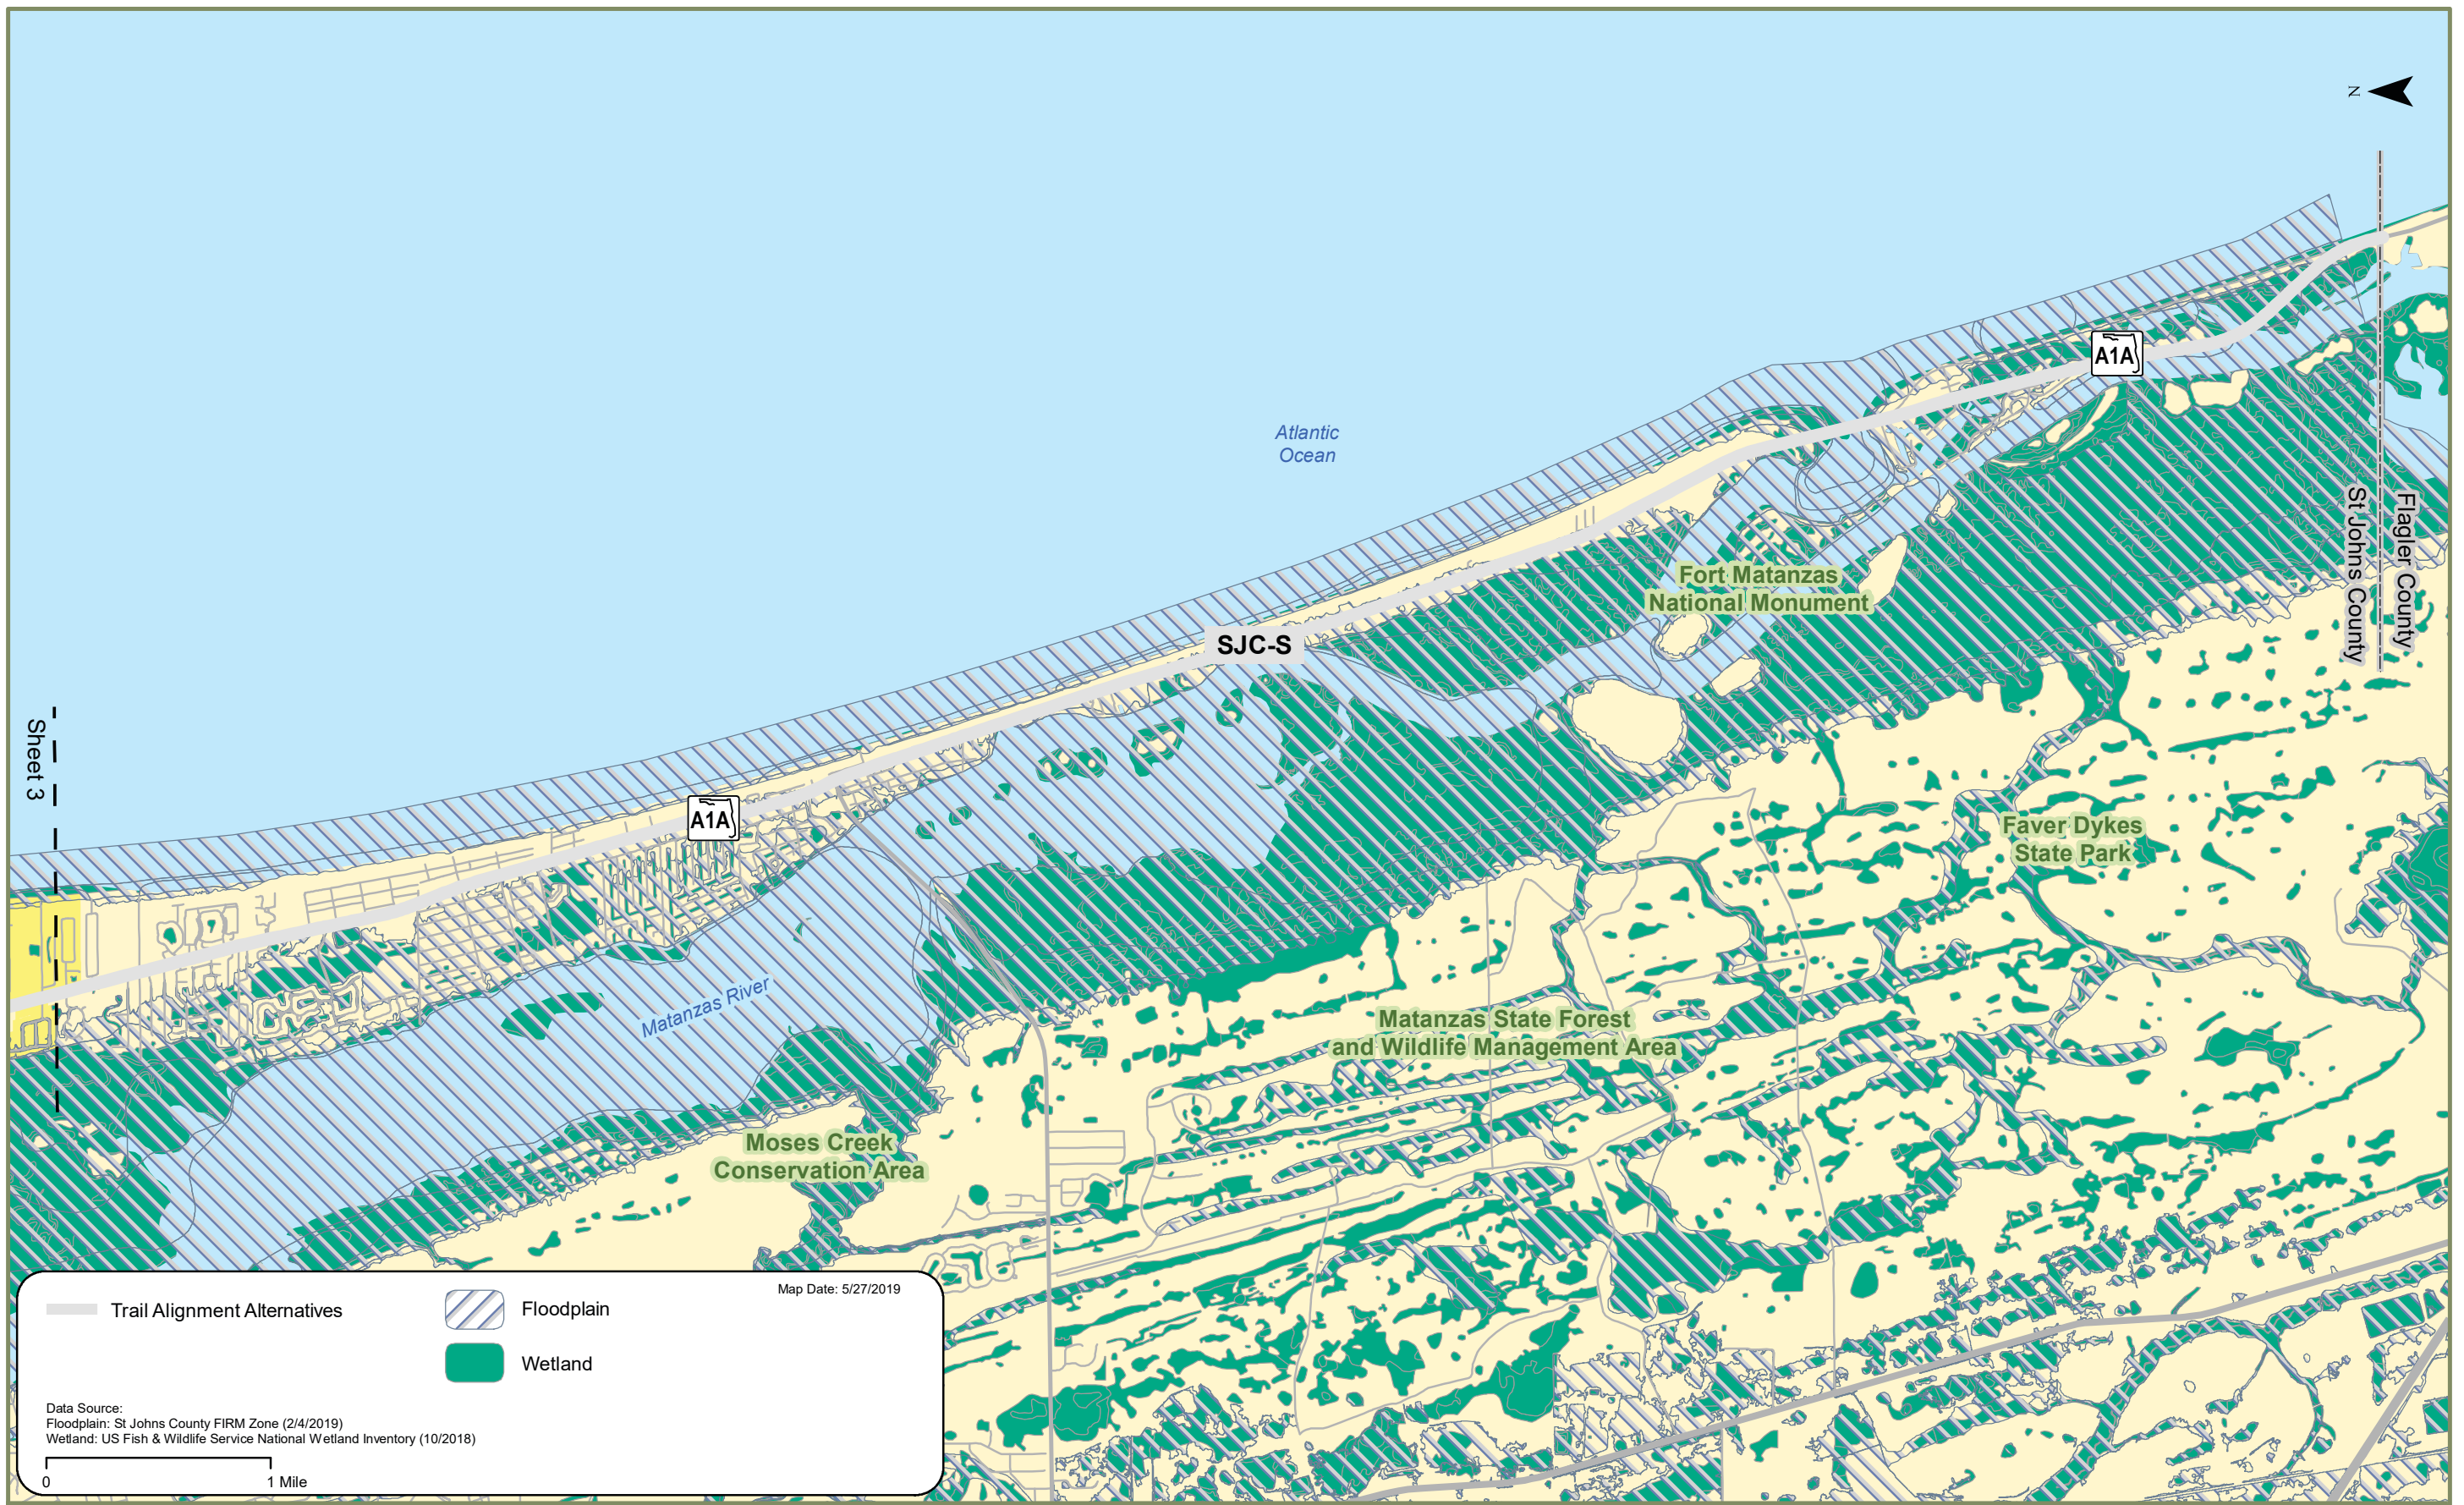 N
Atlantic
Ocean
A1A
St Johns County
Flagler County
Fort Matanzas
National Monument
SJC-S
Sheet 3
A1A
Faver Dykes
State Park
Matanzas River
Matanzas State Forest
and Wildlife Management Area
Moses Creek
Conservation Area
Map Date: 5/27/2019
Trail Alignment Alternatives
Floodplain
Wetland
Data Source:
Floodplain: St Johns County FIRM Zone (2/4/2019)
Wetland: US Fish & Wildlife Service National Wetland Inventory (10/2018)
0
1 Mile